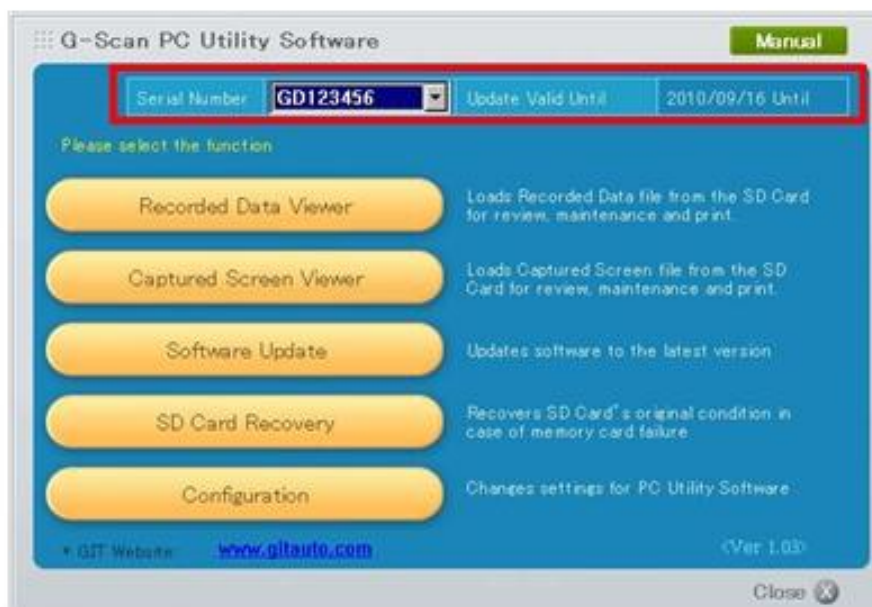 G-Scan PC Utility Software
Manual
Serial Number GD123456 Update Valid Until 2010/09/16 Until
Please select the function
Recorded Data Viewer
Loads Recorded Data file from the SD Card
for review, maintenance and print.
Captured Screen Viewer
Loads Captured Screen file from the SD
Card for review, maintenance and print.
Software Update
Updates software to the latest version
SD Card Recovery
Recovers SD Card's original condition in
case of memory card failure
Configuration
Changes settings for PC Utility Software
* GIT Website www.gitauto.com
<Ver 1.03>
Close